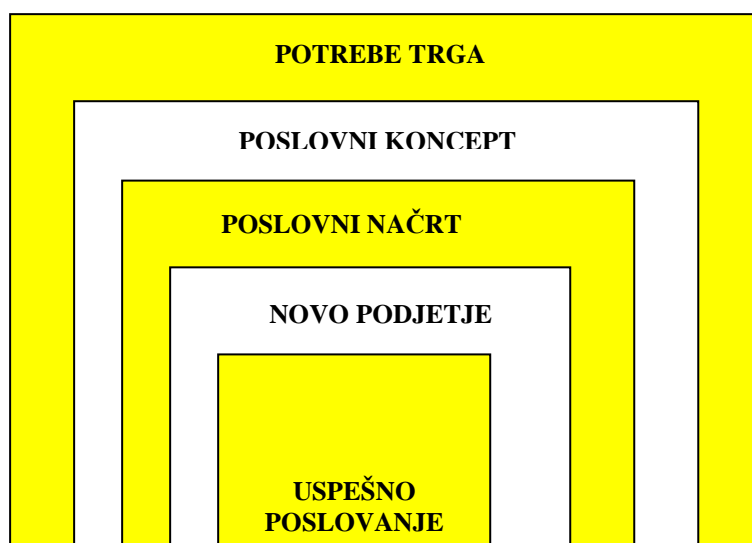 POTREBE TRGA
POSLOVNI KONCEPT
POSLOVNI NAČRT
NOVO PODJETJE
USPEŠNO
POSLOVANJE